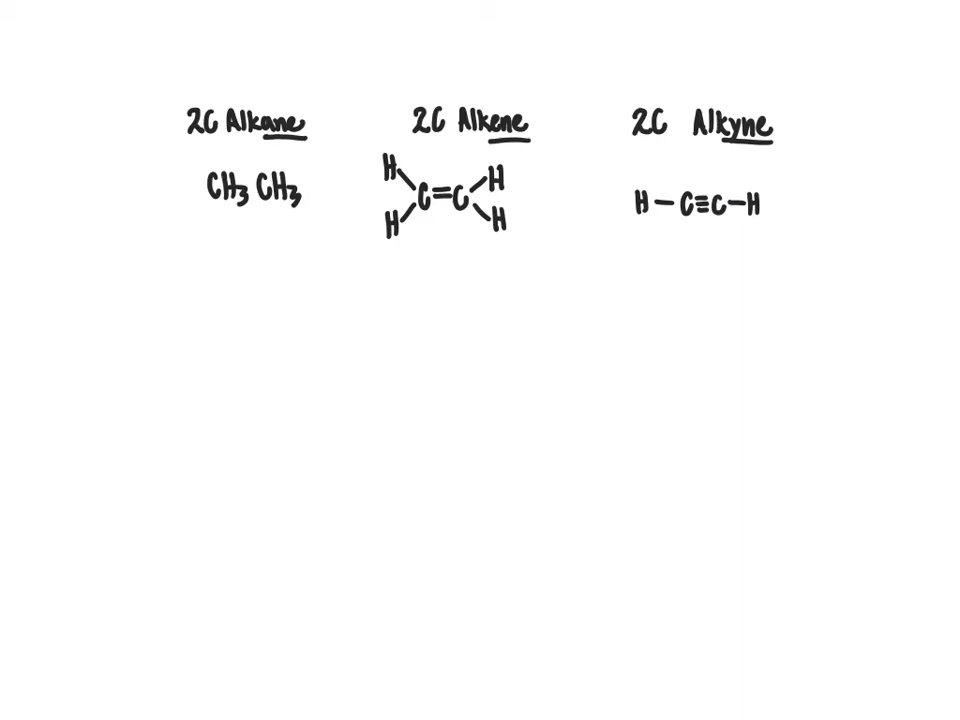 2C Alkane 2C Alkene 2C Alkyne
CH3 CH3
H H
C=C
H H
H-C≡C-H